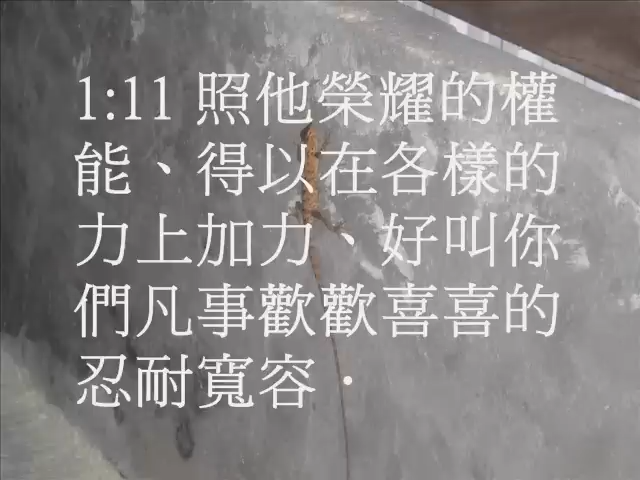 1:11 照他榮耀的權
能、得以在各樣的
力上加力、好叫你
們凡事歡歡喜喜的
忍耐寬容．